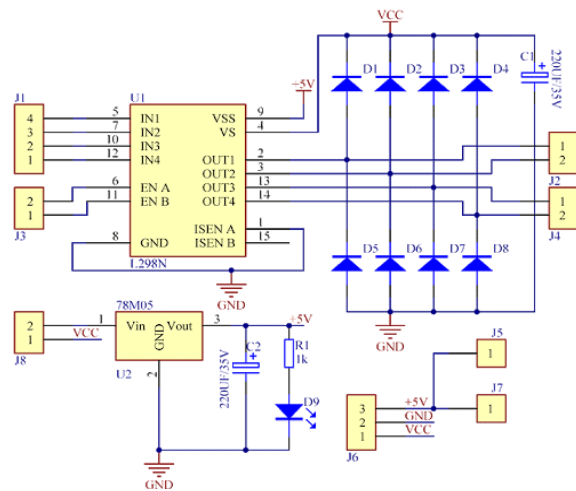 VCC
J1
U1
+5V
D1 D2 D3 D4
C1
220UF/35V
4 5 IN1 VSS 9
3 7 IN2 VS 4
2 10 IN3
1 12 IN4
OUT1 2
OUT2 3
2 6 EN A OUT3 13
1 11 EN B OUT4 14
1
2
J2
1
2
J4
J3
ISEN A 1
8 GND ISEN B 15
L298N
D5 D6 D7 D8
GND
GND
78M05
2 1 Vin GND Vout 3 +5V
1 VCC
J8
U2
2
C2
220UF/35V
R1
1k
D9
GND
J5
1
J7
1
3 +5V
2 GND
1 VCC
J6